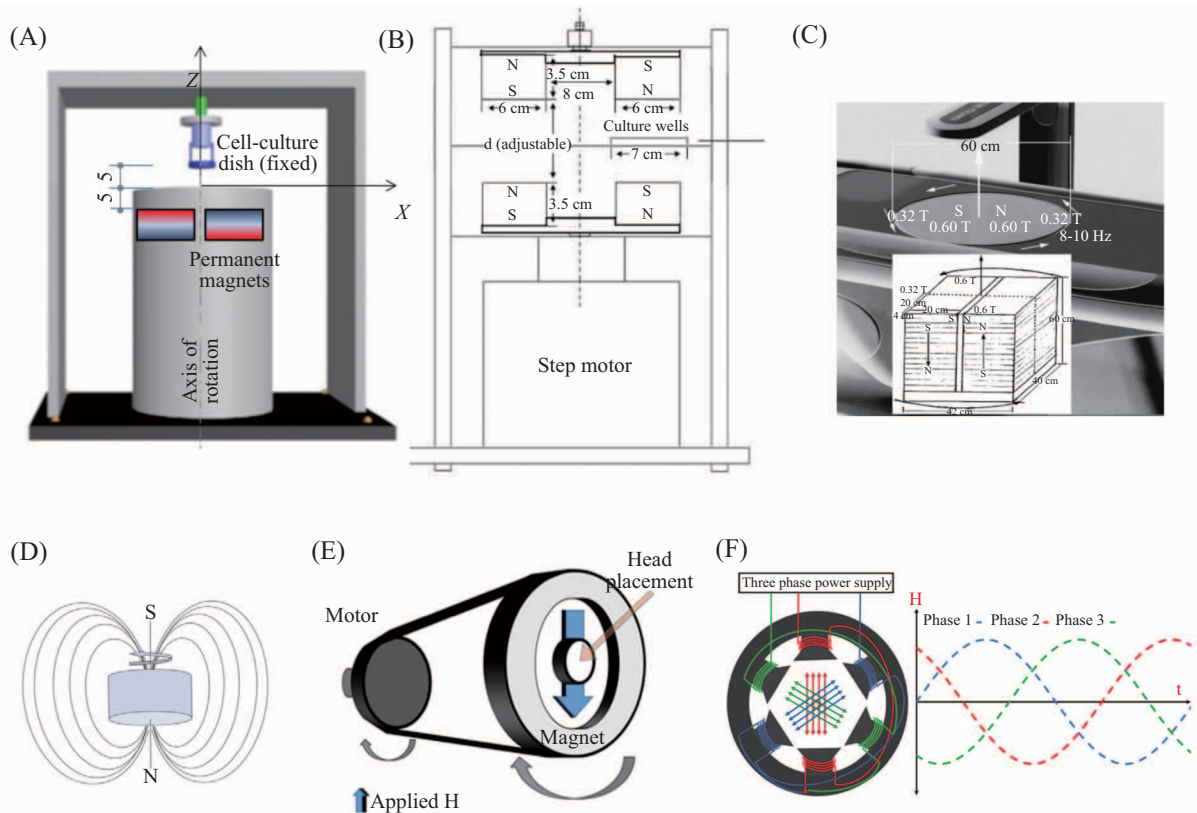 (A)
Z
Cell-culture
dish (fixed)
5
5
X
Permanent
magnets
Axis of
rotation
(B)
N
S
3.5 cm
8 cm
S
N
6 cm
6 cm
Culture wells
d (adjustable)
7 cm
N
S
3.5 cm
S
N
Step motor
(C)
60 cm
S
N
0.32 T
0.60 T
0.60 T
0.32 T
8-10 Hz
0.6 T
0.32 T
20 cm
20 cm
0.6 T
4 cm
S
N
60 cm
S
N
N
S
40 cm
42 cm
(D)
S
N
(E)
Head
placement
Motor
Magnet
Applied H
(F)
Three phase power supply
H
Phase 1
Phase 2
Phase 3
t